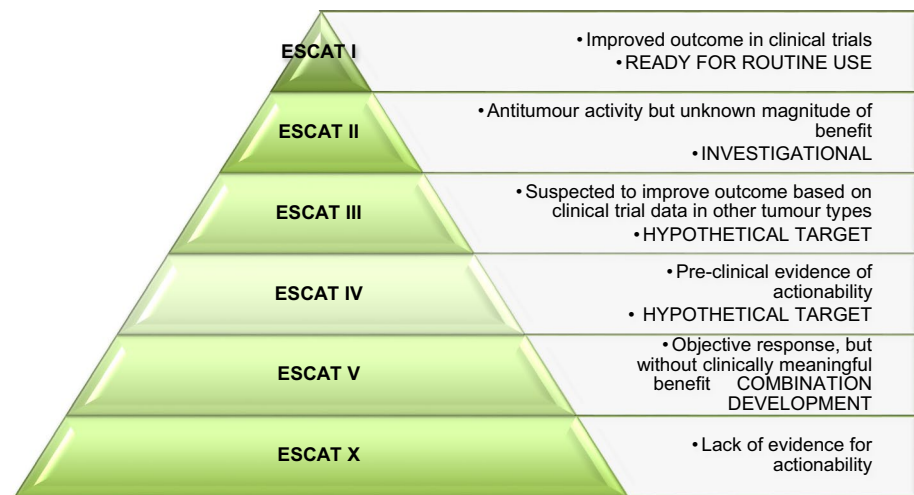 ESCAT I
• Improved outcome in clinical trials
• READY FOR ROUTINE USE
ESCAT II
• Antitumour activity but unknown magnitude of
benefit
• INVESTIGATIONAL
ESCAT III
• Suspected to improve outcome based on
clinical trial data in other tumour types
• HYPOTHETICAL TARGET
ESCAT IV
• Pre-clinical evidence of
actionability
• HYPOTHETICAL TARGET
ESCAT V
• Objective response, but
without clinically meaningful
benefit COMBINATION
DEVELOPMENT
ESCAT X
• Lack of evidence for
actionability